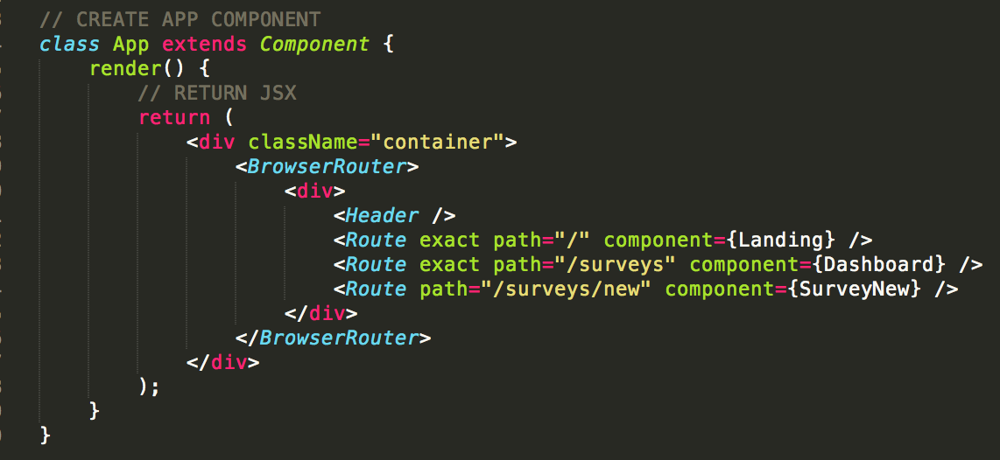 // CREATE APP COMPONENT
class App extends Component {
render() {
// RETURN JSX
return (
<div className="container">
<BrowserRouter>
<div>
<Header />
<Route exact path="/" component={Landing} />
<Route exact path="/surveys" component={Dashboard} />
<Route path="/surveys/new" component={SurveyNew} />
</div>
</BrowserRouter>
</div>
);
}
}